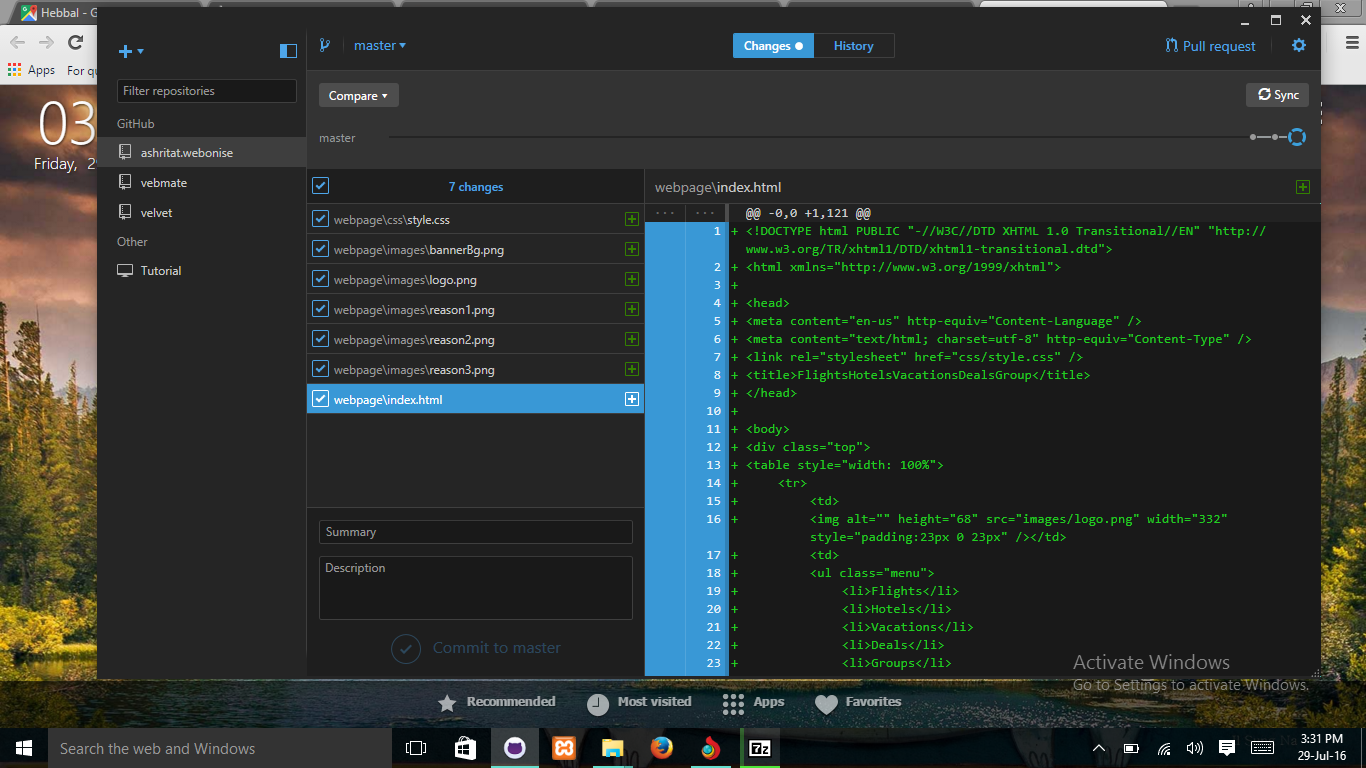 Hebbal - G
Apps
For qu
03
Friday, 29
master
Changes
History
Pull request
Filter repositories
GitHub
ashritat.webonise
vebmate
velvet
Other
Tutorial
Compare
Sync
master
7 changes
webpage\css\style.css
webpage\images\bannerBg.png
webpage\images\logo.png
webpage\images\reason1.png
webpage\images\reason2.png
webpage\images\reason3.png
webpage\index.html
Summary
Description
Commit to master
webpage\index.html
... ... @@ -0,0 +1,121 @@
1 + <!DOCTYPE html PUBLIC "-//W3C//DTD XHTML 1.0 Transitional//EN" "http://
www.w3.org/TR/xhtml1/DTD/xhtml1-transitional.dtd">
2 + <html xmlns="http://www.w3.org/1999/xhtml">
3 +
4 + <head>
5 + <meta content="en-us" http-equiv="Content-Language" />
6 + <meta content="text/html; charset=utf-8" http-equiv="Content-Type" />
7 + <link rel="stylesheet" href="css/style.css" />
8 + <title>FlightsHotelsVacationsDealsGroup</title>
9 + </head>
10 +
11 + <body>
12 + <div class="top">
13 + <table style="width: 100%">
14 + <tr>
15 + <td>
16 + <img alt="" height="68" src="images/logo.png" width="332"
style="padding:23px 0 23px" /></td>
17 + <td>
18 + <ul class="menu">
19 + <li>Flights</li>
20 + <li>Hotels</li>
21 + <li>Vacations</li>
22 + <li>Deals</li>
23 + <li>Groups</li>
Activate Windows
Go to Settings to activate Windows.
Recommended
Most visited
Apps
Favorites
Search the web and Windows
7z
3:31 PM
29-Jul-16